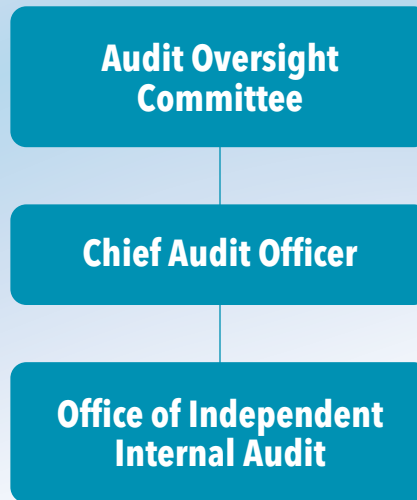 Audit Oversight
Committee
Chief Audit Officer
Office of Independent
Internal Audit